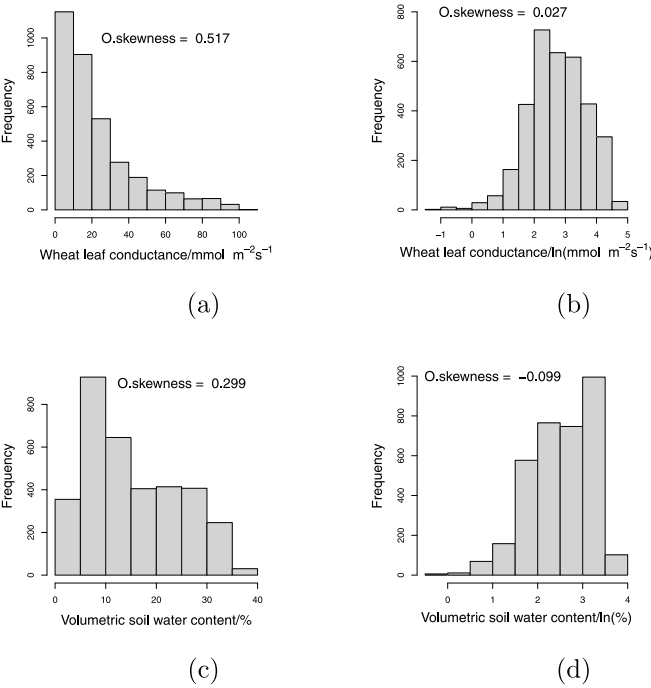 O.skewness = 0.517
Frequency
0 200 400 600 800 1000
0 20 40 60 80 100
Wheat leaf conductance/mmol m−2s−1
(a)
O.skewness = 0.027
Frequency
0 200 400 600 800
−1 0 1 2 3 4 5
Wheat leaf conductance/ln(mmol m−2s−1)
(b)
O.skewness = 0.299
Frequency
0 200 400 600 800
0 10 20 30 40
Volumetric soil water content/%
(c)
O.skewness = −0.099
Frequency
0 200 400 600 800 1000
0 1 2 3 4
Volumetric soil water content/ln(%)
(d)